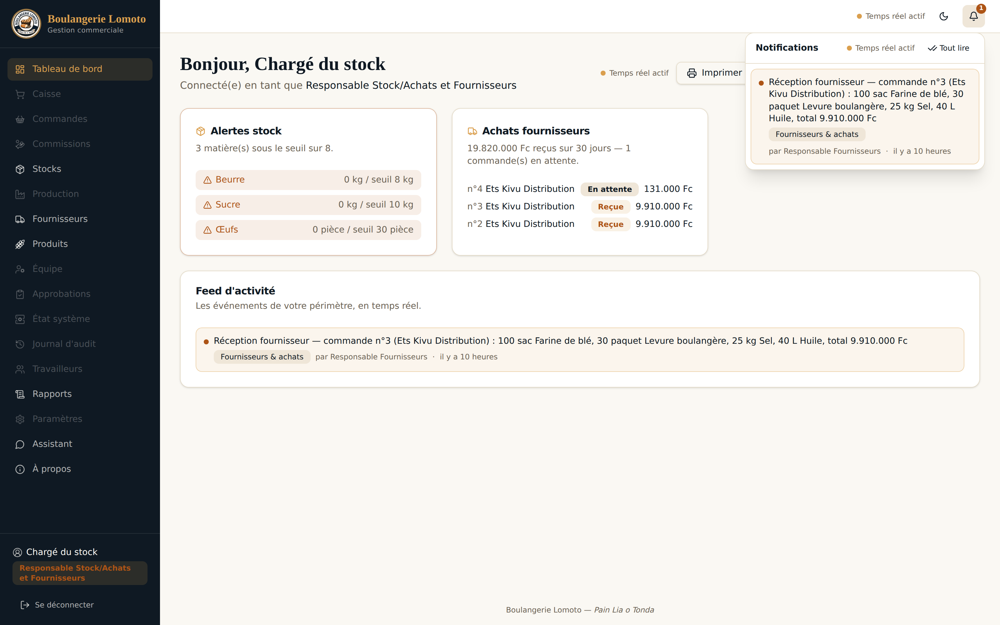 BOULANGERIE LOMOTO
Pain Lia o Tonda
Boulangerie Lomoto
Gestion commerciale
Tableau de bord
Caisse
Commandes
Commissions
Stocks
Production
Fournisseurs
Produits
Équipe
Approbations
État système
Journal d'audit
Travailleurs
Rapports
Paramètres
Assistant
À propos
Chargé du stock
Responsable Stock/Achats
et Fournisseurs
Se déconnecter
Temps réel actif
1
Bonjour, Chargé du stock
Connecté(e) en tant que Responsable Stock/Achats et Fournisseurs
Temps réel actif
Imprimer
Notifications
Temps réel actif
Tout lire
Réception fournisseur — commande n°3 (Ets
Kivu Distribution) : 100 sac Farine de blé, 30
paquet Levure boulangère, 25 kg Sel, 40 L
Huile, total 9.910.000 Fc
Fournisseurs & achats
par Responsable Fournisseurs · il y a 10 heures
Alertes stock
3 matière(s) sous le seuil sur 8.
Beurre 0 kg / seuil 8 kg
Sucre 0 kg / seuil 10 kg
Œufs 0 pièce / seuil 30 pièce
Achats fournisseurs
19.820.000 Fc reçus sur 30 jours — 1
commande(s) en attente.
n°4 Ets Kivu Distribution En attente 131.000 Fc
n°3 Ets Kivu Distribution Reçue 9.910.000 Fc
n°2 Ets Kivu Distribution Reçue 9.910.000 Fc
Feed d'activité
Les événements de votre périmètre, en temps réel.
Réception fournisseur — commande n°3 (Ets Kivu Distribution) : 100 sac Farine de blé, 30 paquet Levure boulangère, 25 kg Sel, 40 L Huile, total 9.910.000 Fc
Fournisseurs & achats par Responsable Fournisseurs · il y a 10 heures
Boulangerie Lomoto — Pain Lia o Tonda